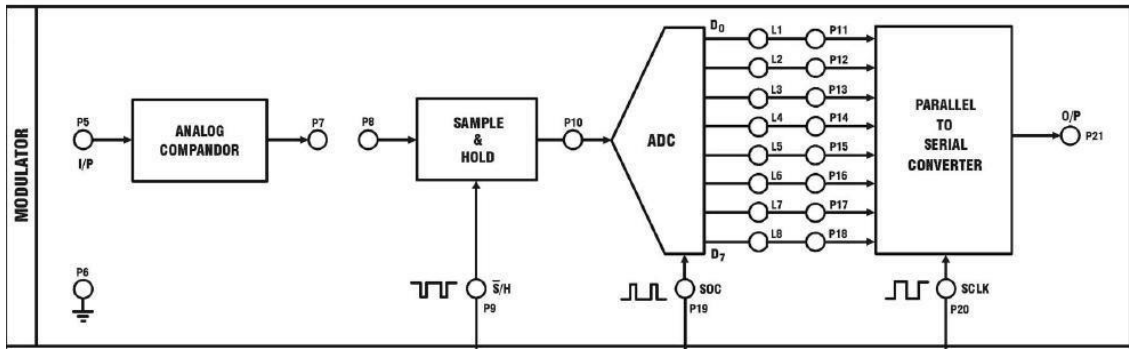 MODULATOR
P5
I/P
ANALOG
COMPANDOR
P7
P8
SAMPLE
&
HOLD
P10
ADC
D0
D7
L1 P11
L2 P12
L3 P13
L4 P14
L5 P15
L6 P16
L7 P17
L8 P18
PARALLEL
TO
SERIAL
CONVERTER
O/P
P21
P6
S̅/H
P9
SOC
P19
SCLK
P20